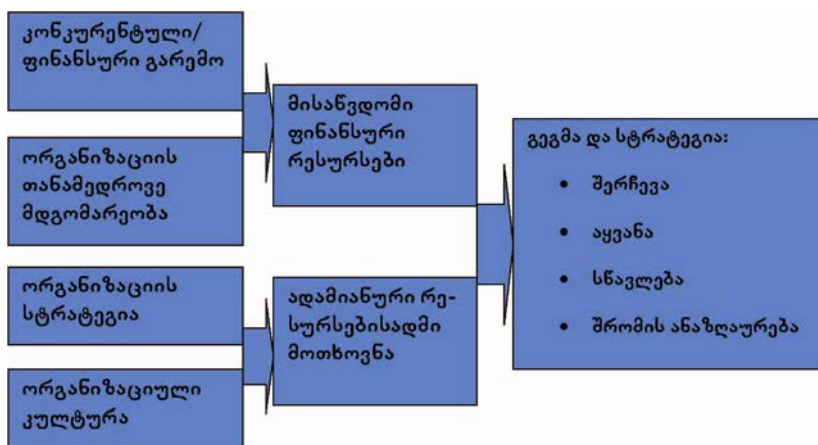 კონკურენტული/
ფინანსური გარემო
ორგანიზაციის
თანამედროვე
მდგომარეობა
ორგანიზაციის
სტრატეგია
ორგანიზაციული
კულტურა
მისაწვდომი
ფინანსური
რესურსები
ადამიანური რე-
სურსებისადმი
მოთხოვნა
გეგმა და სტრატეგია:
• შერჩევა
• აყვანა
• სწავლება
• შრომის ანაზღაურება